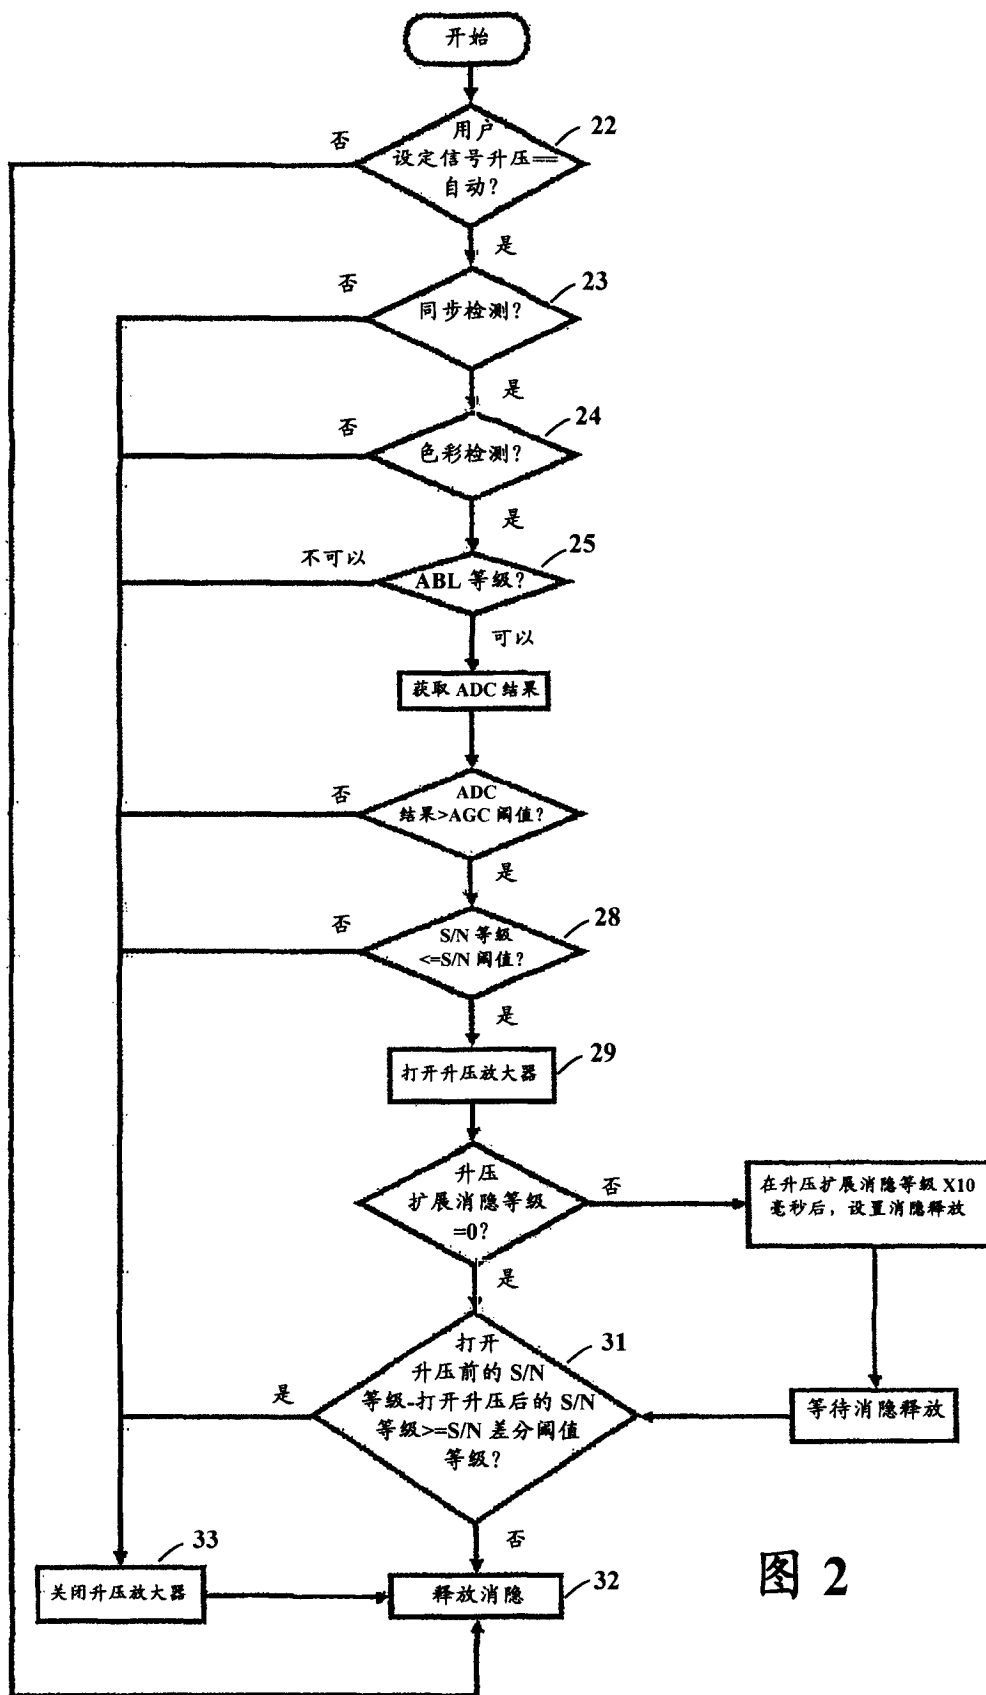 开始
否
用户
设定信号升压==
自动?
22
是
否
同步检测?
23
是
否
色彩检测?
24
是
不可以
ABL 等级?
25
可以
获取 ADC 结果
否
ADC
结果>AGC 阈值?
是
否
S/N 等级
<=S/N 阈值?
28
是
打开升压放大器
29
升压
扩展消隐等级
=0?
否
在升压扩展消隐等级 X10
毫秒后，设置消隐释放
是
打开
升压前的 S/N
等级-打开升压后的 S/N
等级>=S/N 差分阈值
等级?
31
是
等待消隐释放
否
33
关闭升压放大器
释放消隐
32
图 2